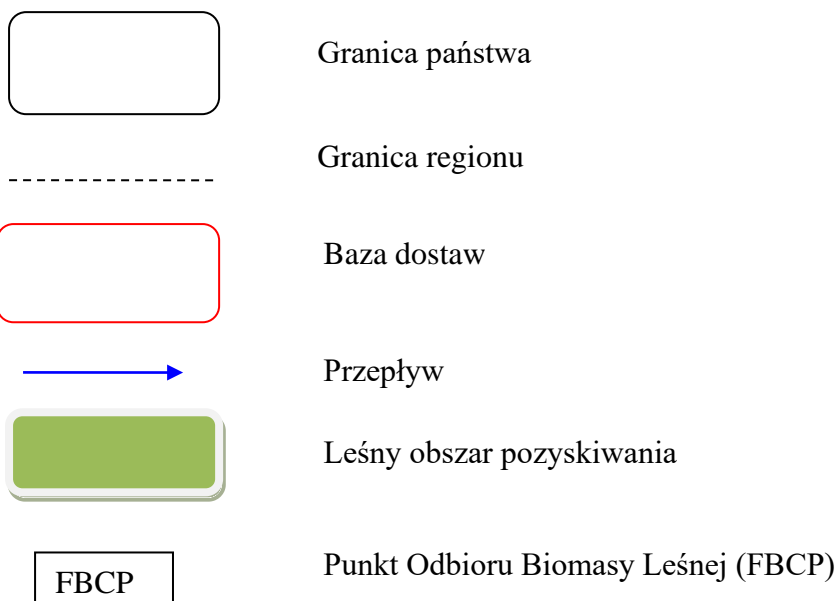 Granica państwa
Granica regionu
Baza dostaw
Przepływ
Leśny obszar pozyskiwania
Punkt Odbioru Biomasy Leśnej (FBCP)
FBCP